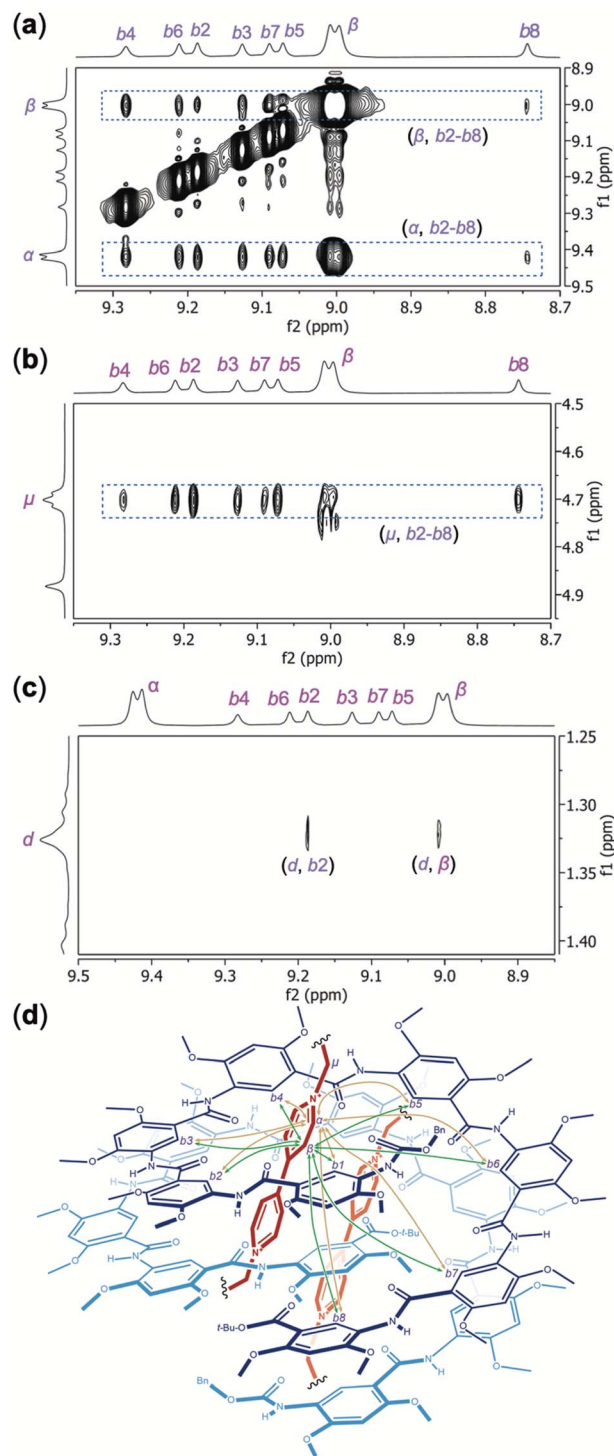 (a)
b4 b6 b2 b3 b7 b5 β b8
β
α
(β, b2-b8)
(α, b2-b8)
8.9
9.0
9.1
9.2
9.3
9.4
9.5
f1 (ppm)
9.3 9.2 9.1 9.0 8.9 8.8 8.7
f2 (ppm)
(b)
b4 b6 b2 b3 b7 b5 β b8
μ
(μ, b2-b8)
4.5
4.6
4.7
4.8
4.9
f1 (ppm)
9.3 9.2 9.1 9.0 8.9 8.8 8.7
f2 (ppm)
(c)
α b4 b6 b2 b3 b7 b5 β
d
(d, b2) (d, β)
1.25
1.30
1.35
1.40
f1 (ppm)
9.5 9.4 9.3 9.2 9.1 9.0 8.9
f2 (ppm)
(d)
μ
b4
b5
b3
β
b1
b2
b6
OBn
b7
O-t-Bu
b8
t-Bu
Bn